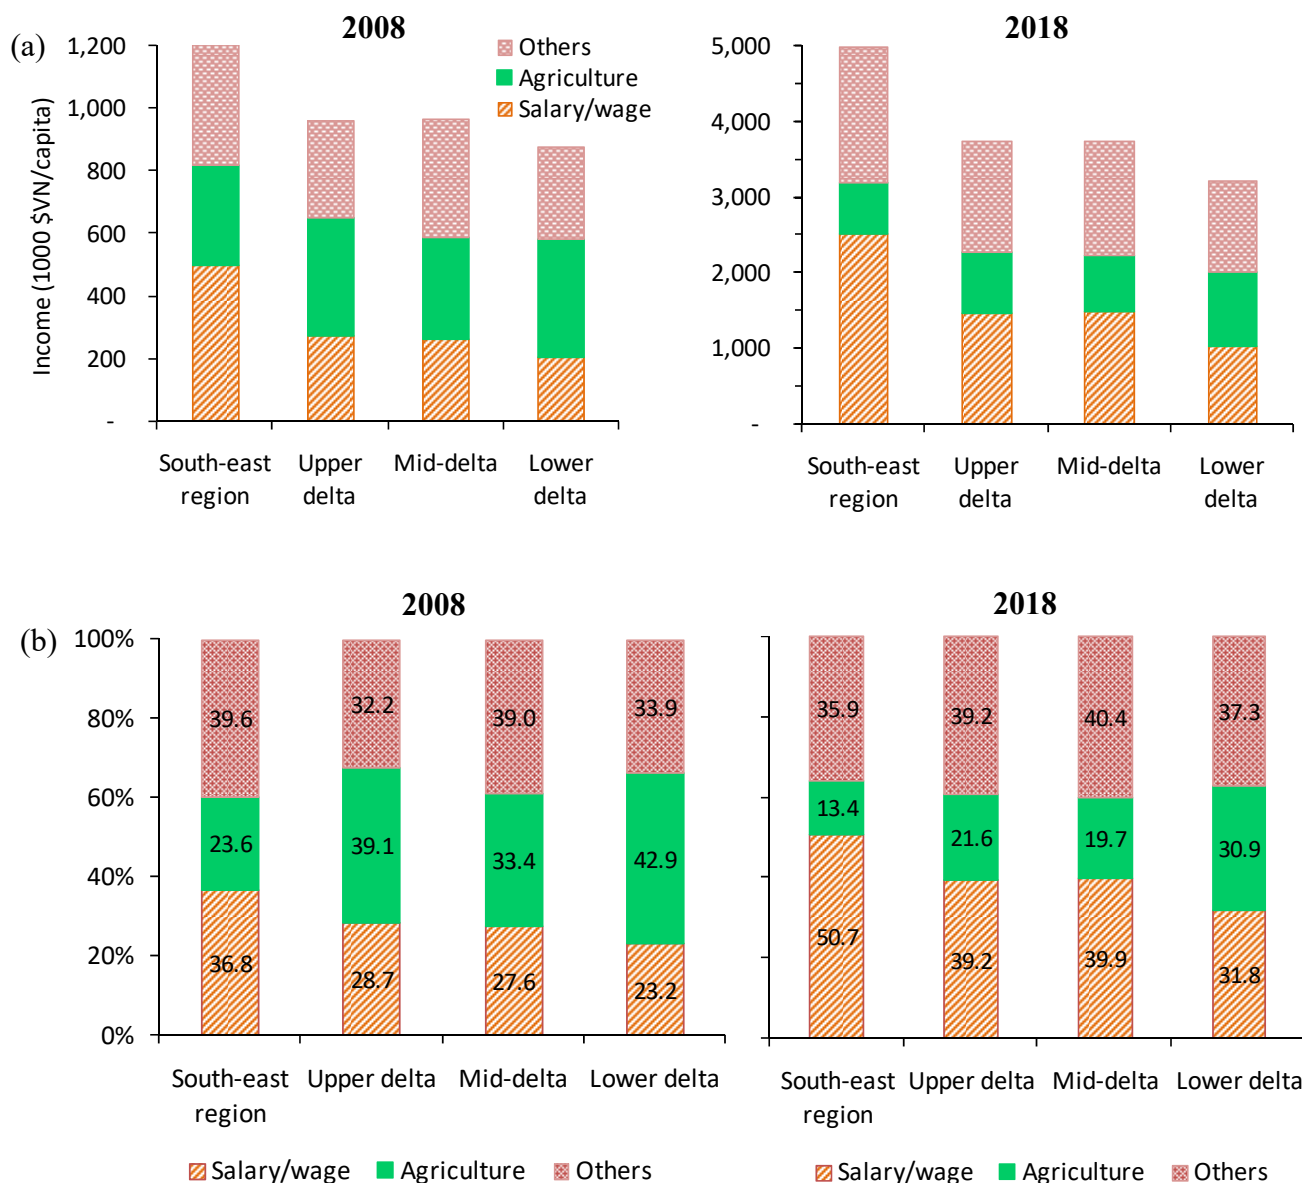 (a)
2008
2018
Income (1000 $VN/capita)
1,200
1,000
800
600
400
200
-
Others
Agriculture
Salary/wage
South-east region
Upper delta
Mid-delta
Lower delta
5,000
4,000
3,000
2,000
1,000
-
South-east region
Upper delta
Mid-delta
Lower delta
(b)
2008
2018
100%
80%
60%
40%
20%
0%
39.6
32.2
39.0
33.9
23.6
39.1
33.4
42.9
36.8
28.7
27.6
23.2
South-east region
Upper delta
Mid-delta
Lower delta
Salary/wage
Agriculture
Others
35.9
39.2
40.4
37.3
13.4
21.6
19.7
30.9
50.7
39.2
39.9
31.8
South-east region
Upper delta
Mid-delta
Lower delta
Salary/wage
Agriculture
Others